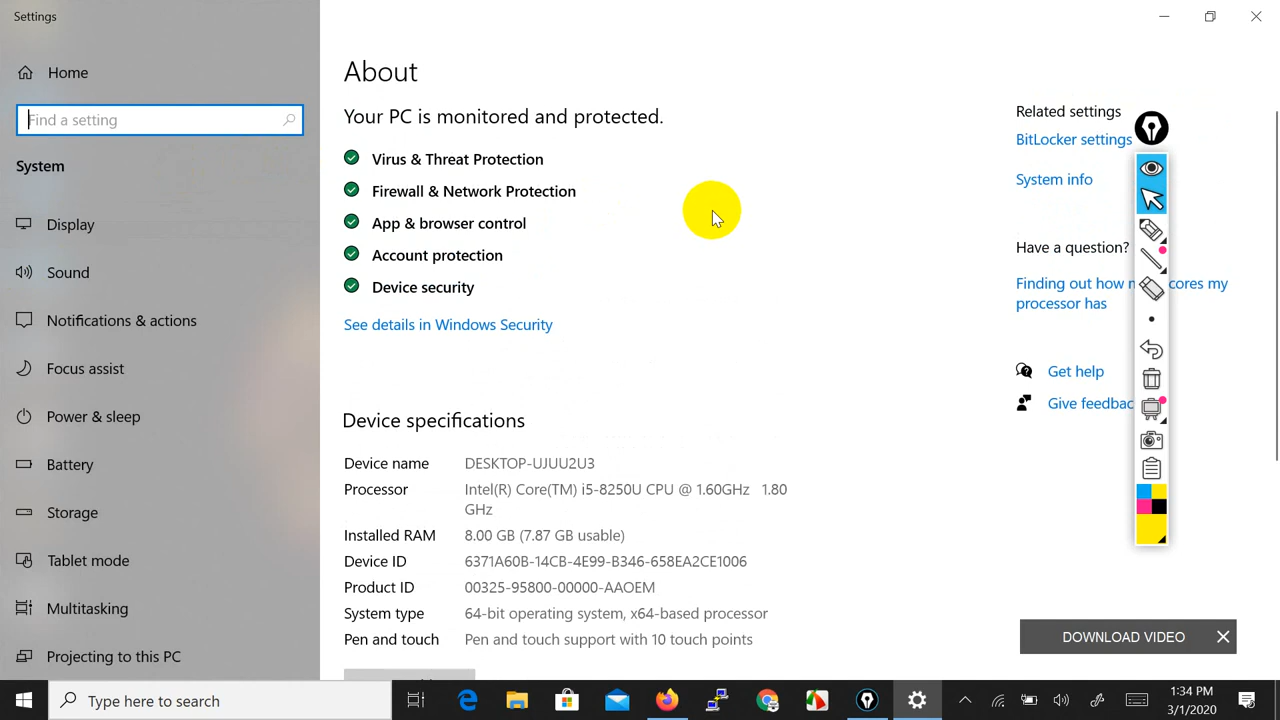 Settings
Home
Find a setting
System
Display
Sound
Notifications & actions
Focus assist
Power & sleep
Battery
Storage
Tablet mode
Multitasking
Projecting to this PC
About
Your PC is monitored and protected.
Virus & Threat Protection
Firewall & Network Protection
App & browser control
Account protection
Device security
See details in Windows Security
Device specifications
Device name DESKTOP-UJUU2U3
Processor Intel(R) Core(TM) i5-8250U CPU @ 1.60GHz 1.80
GHz
Installed RAM 8.00 GB (7.87 GB usable)
Device ID 6371A60B-14CB-4E99-B346-658EA2CE1006
Product ID 00325-95800-00000-AAOEM
System type 64-bit operating system, x64-based processor
Pen and touch Pen and touch support with 10 touch points
Related settings
BitLocker settings
System info
Have a question?
Finding out how cores my
processor has
Get help
Give feedbac
DOWNLOAD VIDEO
Type here to search
1:34 PM
3/1/2020